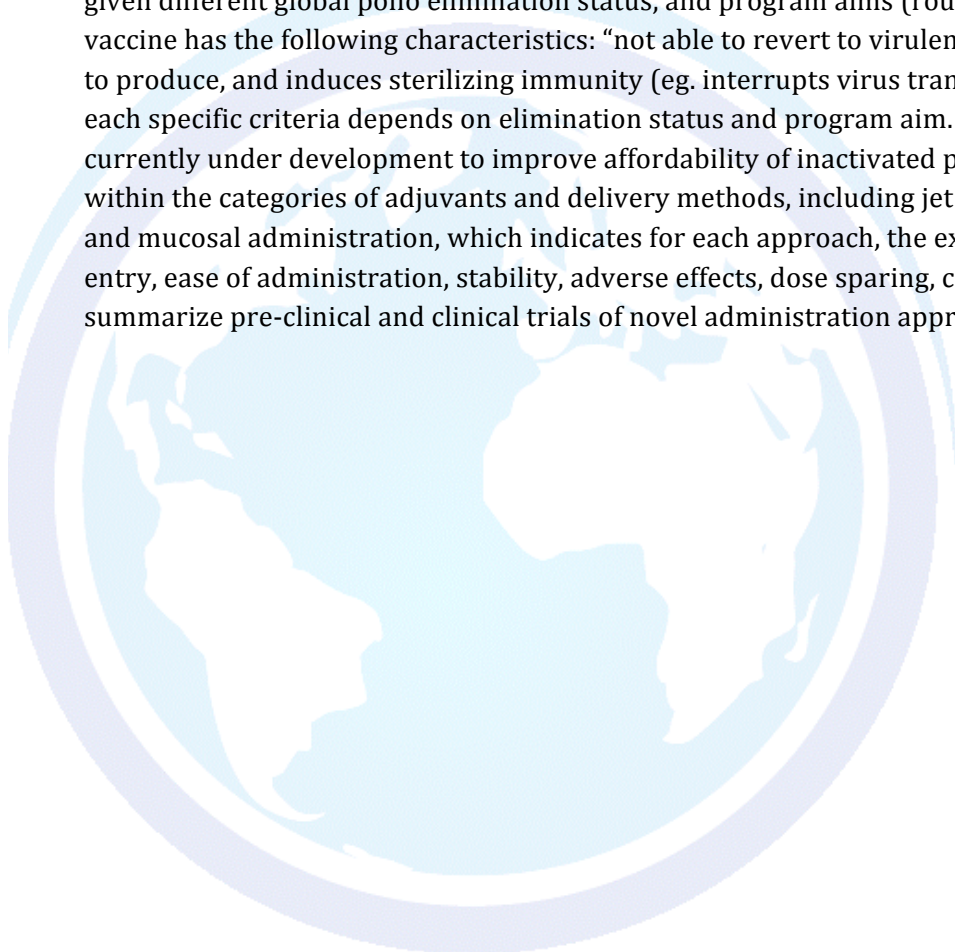 given different global polio elimination status, and program aims (rou
vaccine has the following characteristics: “not able to revert to virulen
to produce, and induces sterilizing immunity (eg. interrupts virus tran
each specific criteria depends on elimination status and program aim.
currently under development to improve affordability of inactivated p
within the categories of adjuvants and delivery methods, including jet
and mucosal administration, which indicates for each approach, the ex
entry, ease of administration, stability, adverse effects, dose sparing, c
summarize pre-clinical and clinical trials of novel administration appr